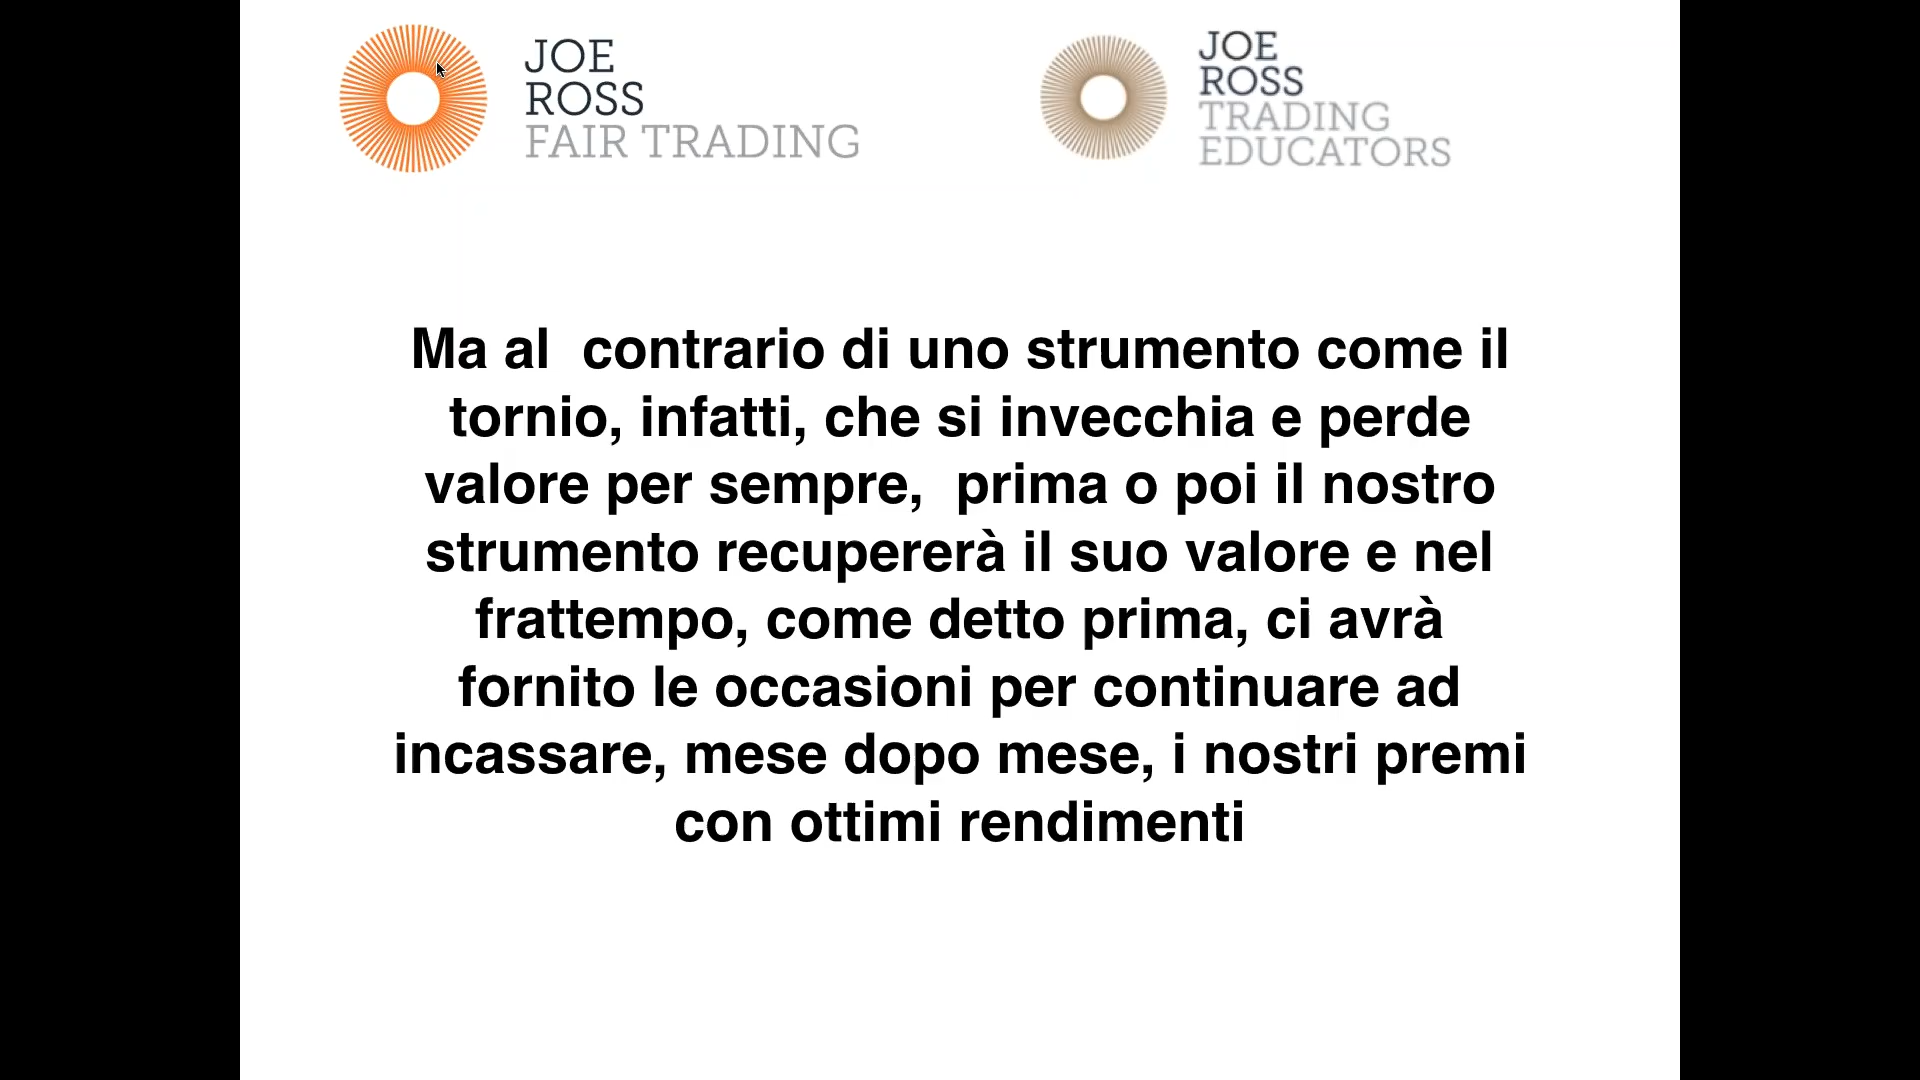 JOE
ROSS
FAIR TRADING
JOE
ROSS
TRADING
EDUCATORS
Ma al  contrario di uno strumento come il
tornio, infatti, che si invecchia e perde
valore per sempre,  prima o poi il nostro
strumento recupererà il suo valore e nel
frattempo, come detto prima, ci avrà
fornito le occasioni per continuare ad
incassare, mese dopo mese, i nostri premi
con ottimi rendimenti